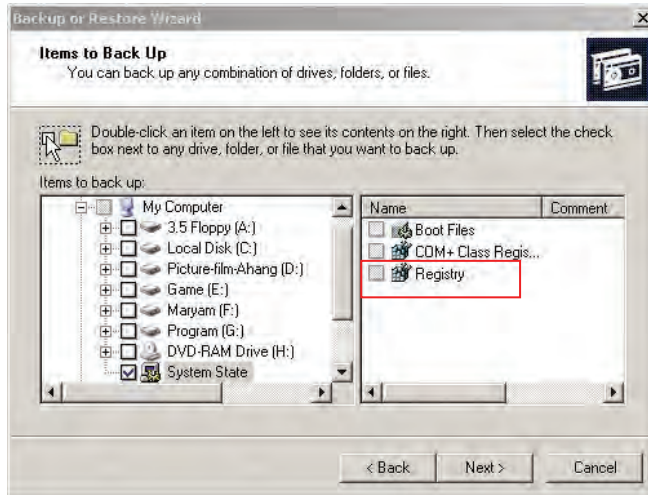 Backup or Restore Wizard
Items to Back Up
You can back up any combination of drives, folders, or files.
Double-click an item on the left to see its contents on the right. Then select the check
box next to any drive, folder, or file that you want to back up.
Items to back up:
My Computer
3.5 Floppy (A:)
Local Disk (C:)
Picture-film-Ahang (D:)
Game (E:)
Maryam (F:)
Program (G:)
DVD-RAM Drive (H:)
System State
Name Comment
Boot Files
COM+ Class Regis...
Registry
< Back Next > Cancel